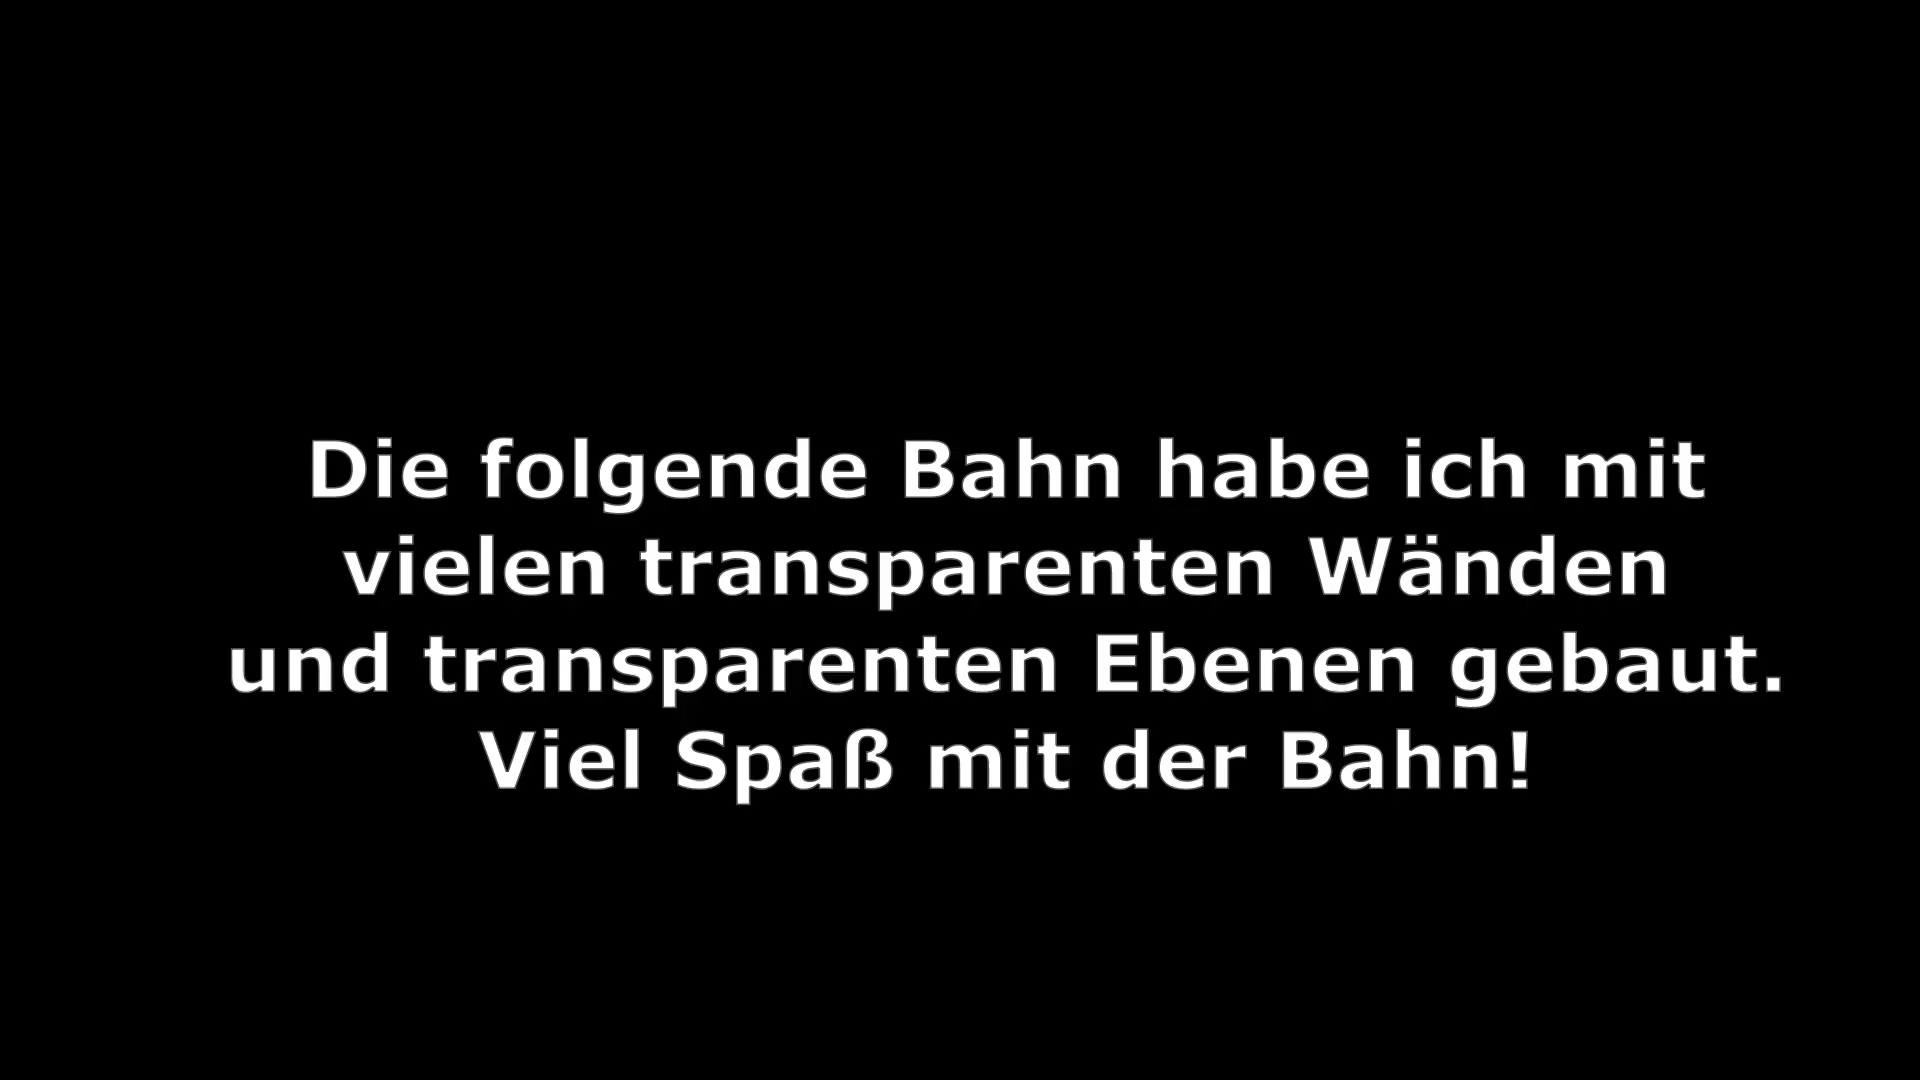 Die folgende Bahn habe ich mit
vielen transparenten Wänden
und transparenten Ebenen gebaut.
Viel Spaß mit der Bahn!